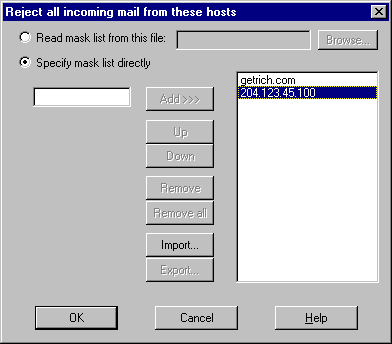 Reject all incoming mail from these hosts
Read mask list from this file:
Browse...
Specify mask list directly
Add >>>
Up
Down
Remove
Remove all
Import...
Export...
getrich.com
204.123.45.100
OK
Cancel
Help